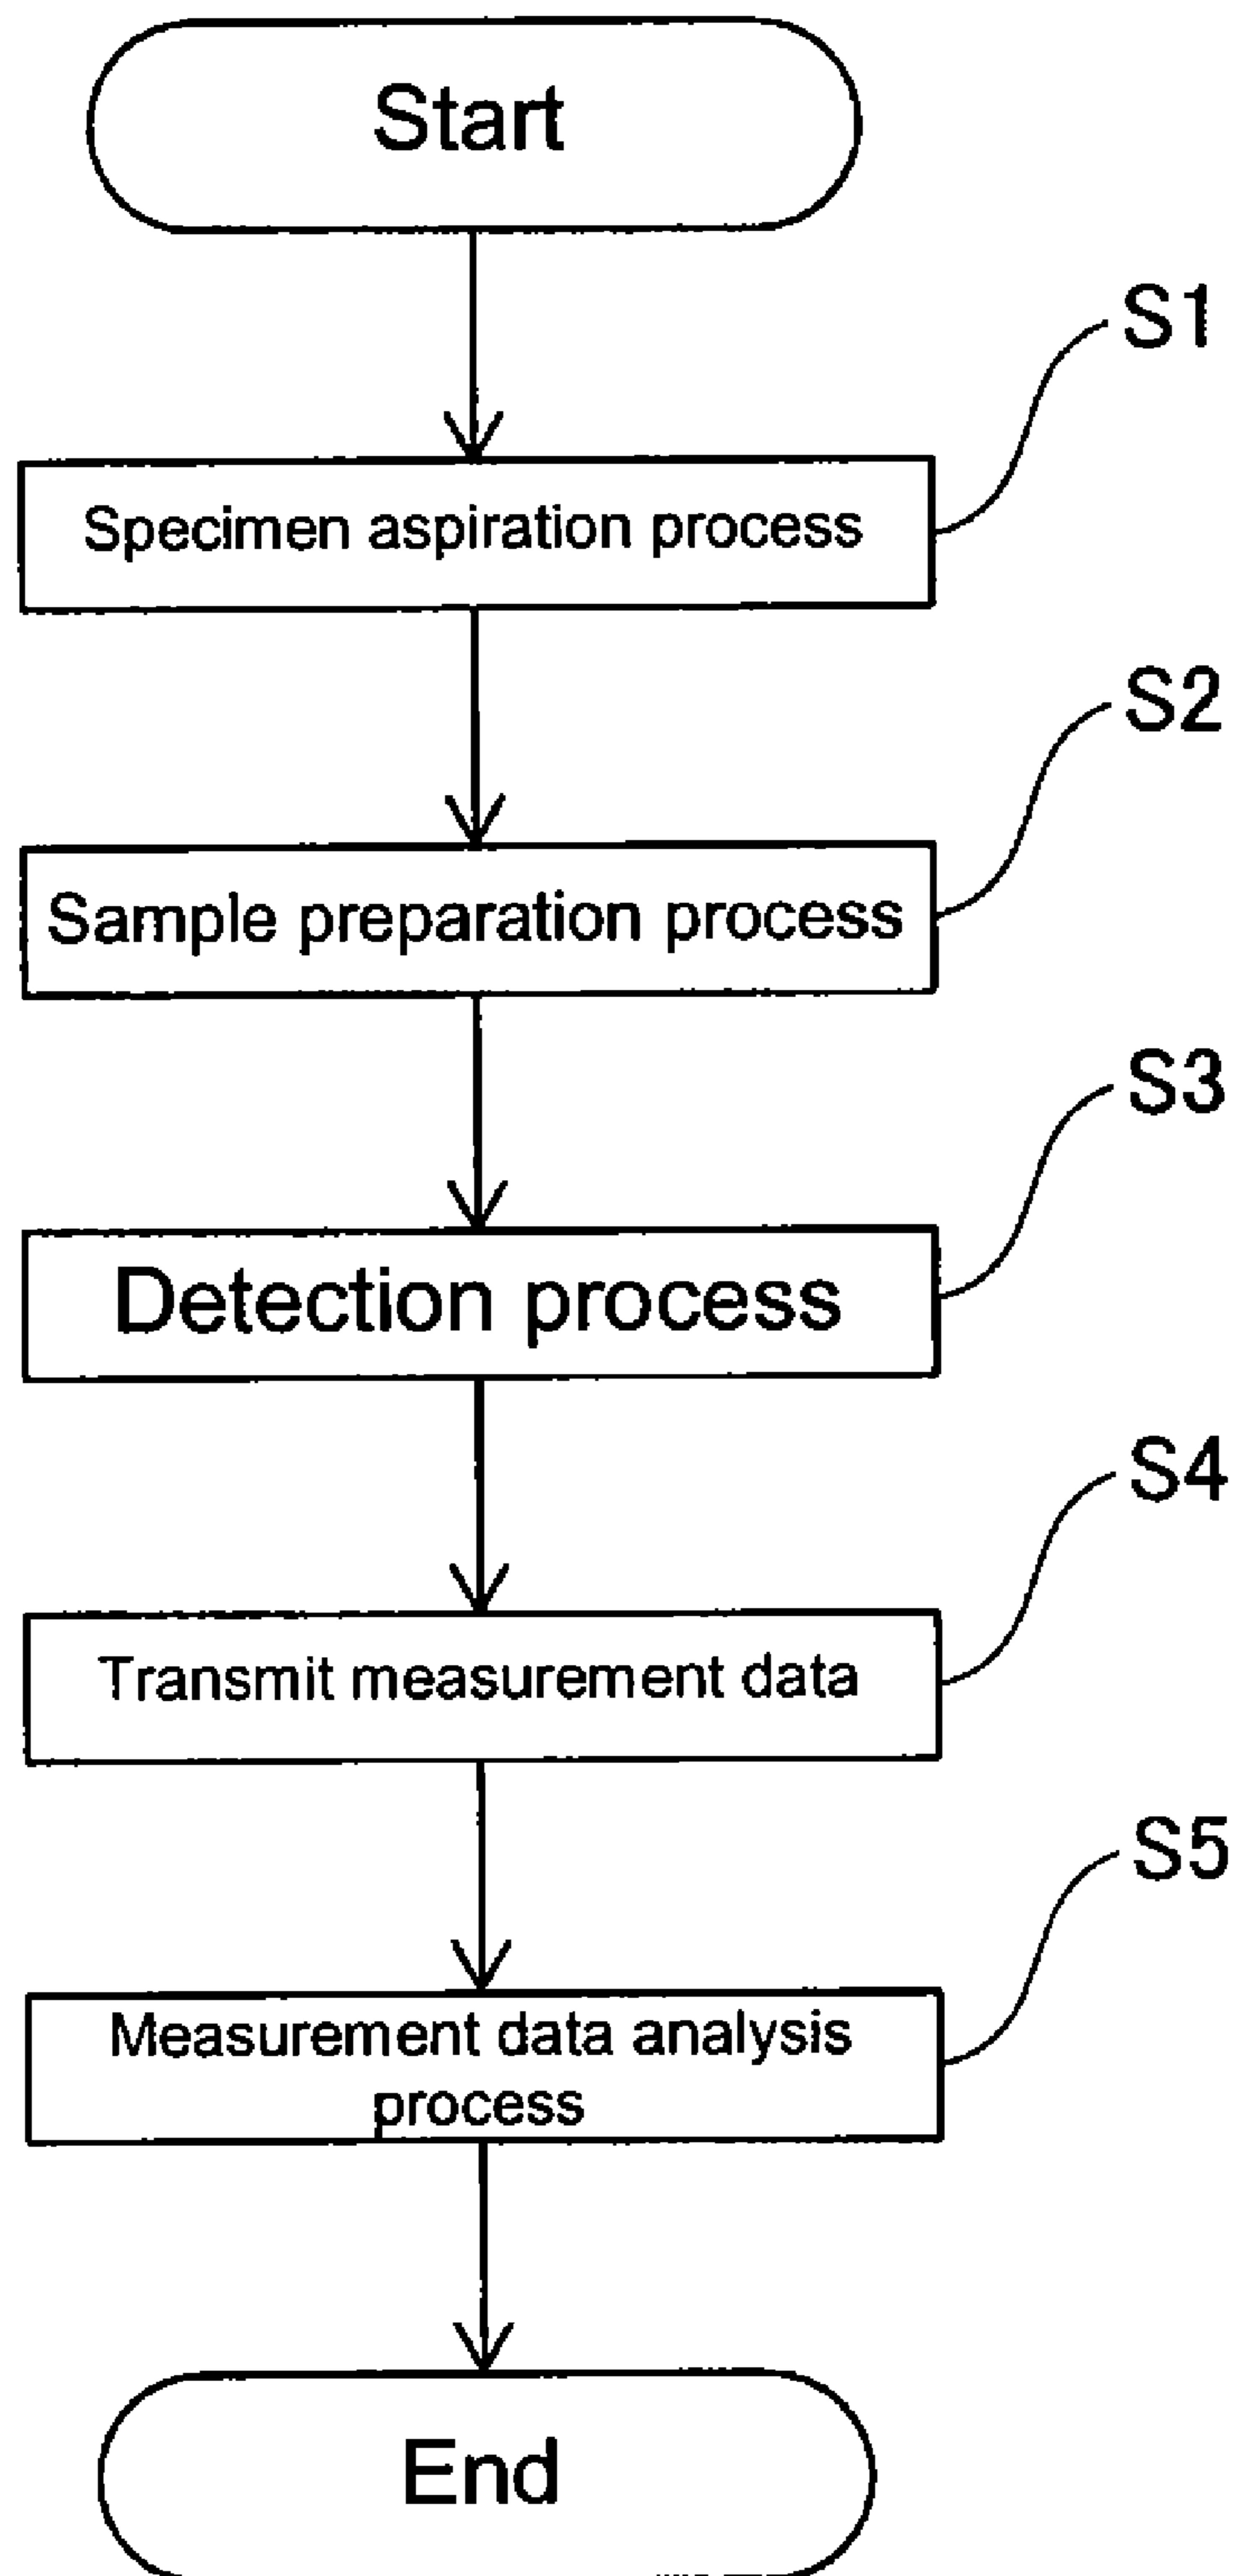 Start
S1
Specimen aspiration process
S2
Sample preparation process
S3
Detection process
S4
Transmit measurement data
S5
Measurement data analysis
process
End